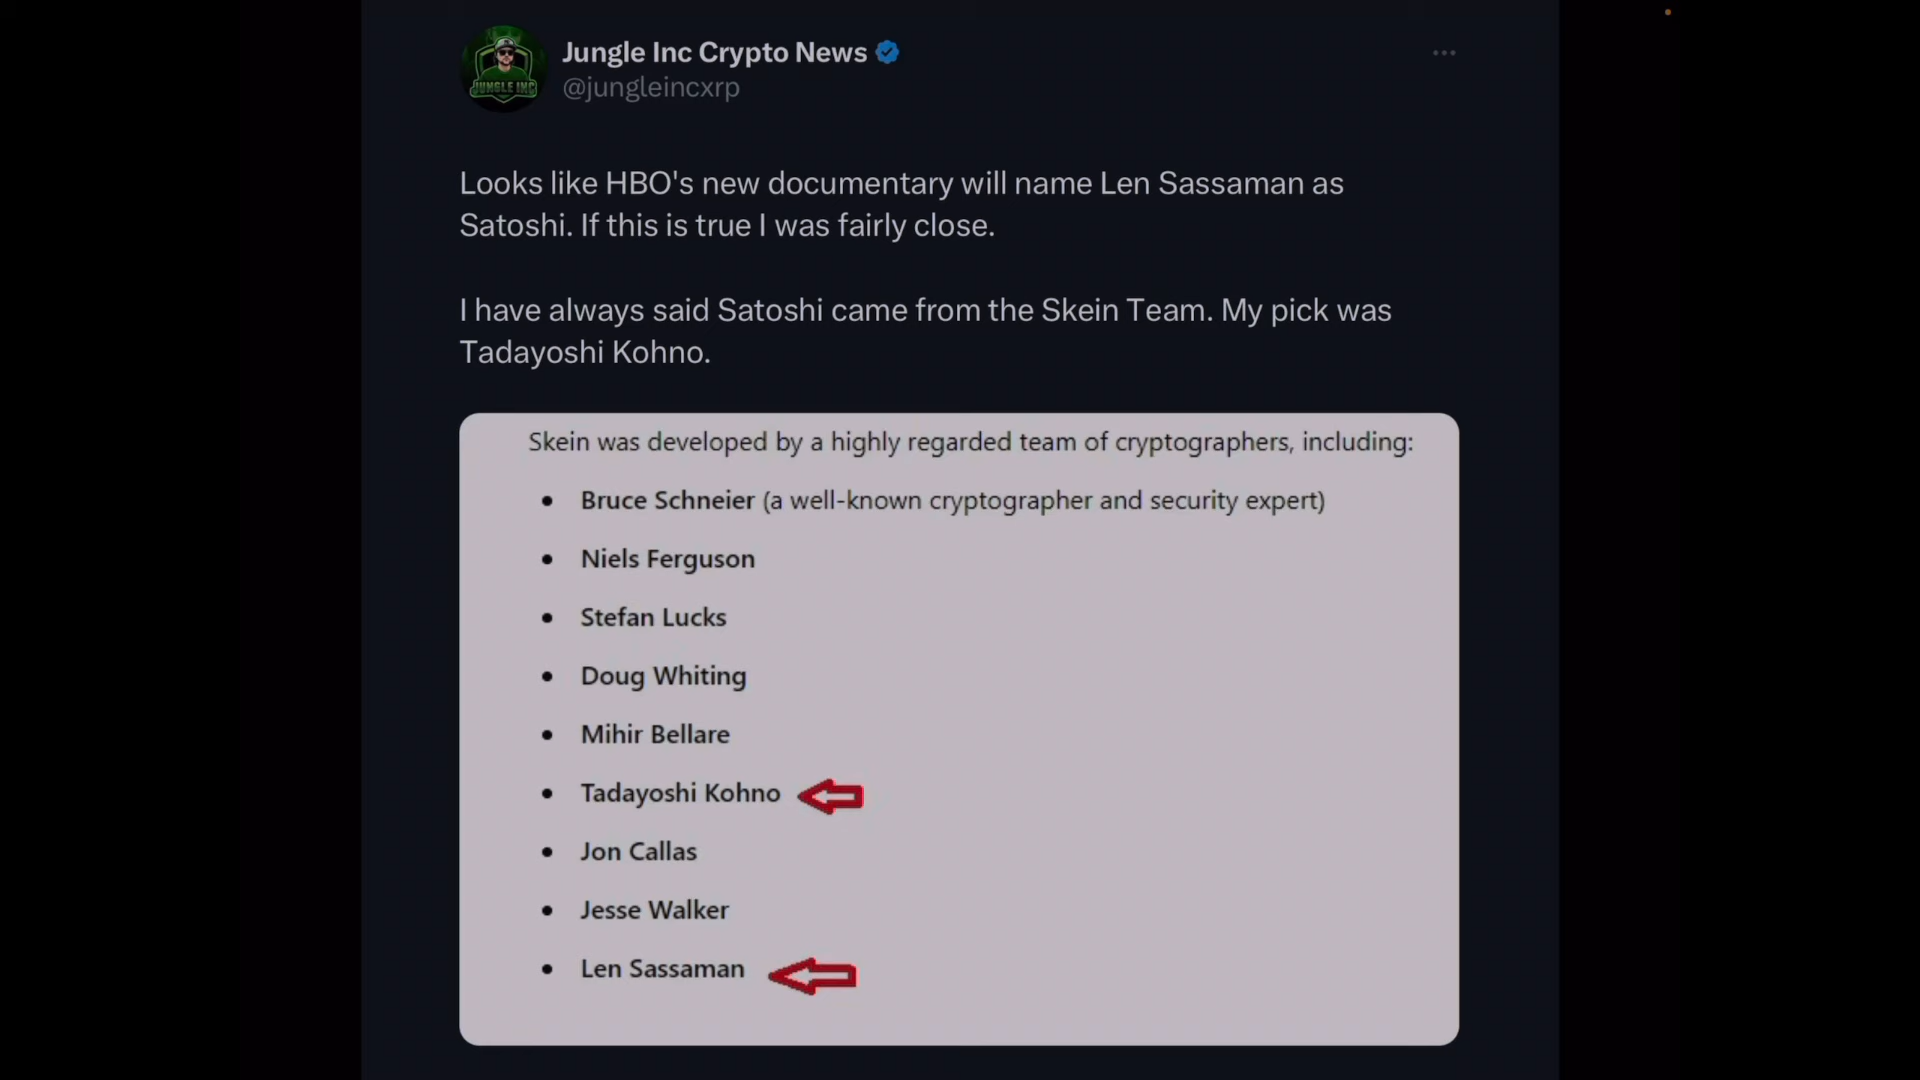 Jungle Inc Crypto News
@jungleincxrp
JUNGLE INC
Looks like HBO's new documentary will name Len Sassaman as
Satoshi. If this is true I was fairly close.
I have always said Satoshi came from the Skein Team. My pick was
Tadayoshi Kohno.
Skein was developed by a highly regarded team of cryptographers, including:
• Bruce Schneier (a well-known cryptographer and security expert)
• Niels Ferguson
• Stefan Lucks
• Doug Whiting
• Mihir Bellare
• Tadayoshi Kohno
• Jon Callas
• Jesse Walker
• Len Sassaman